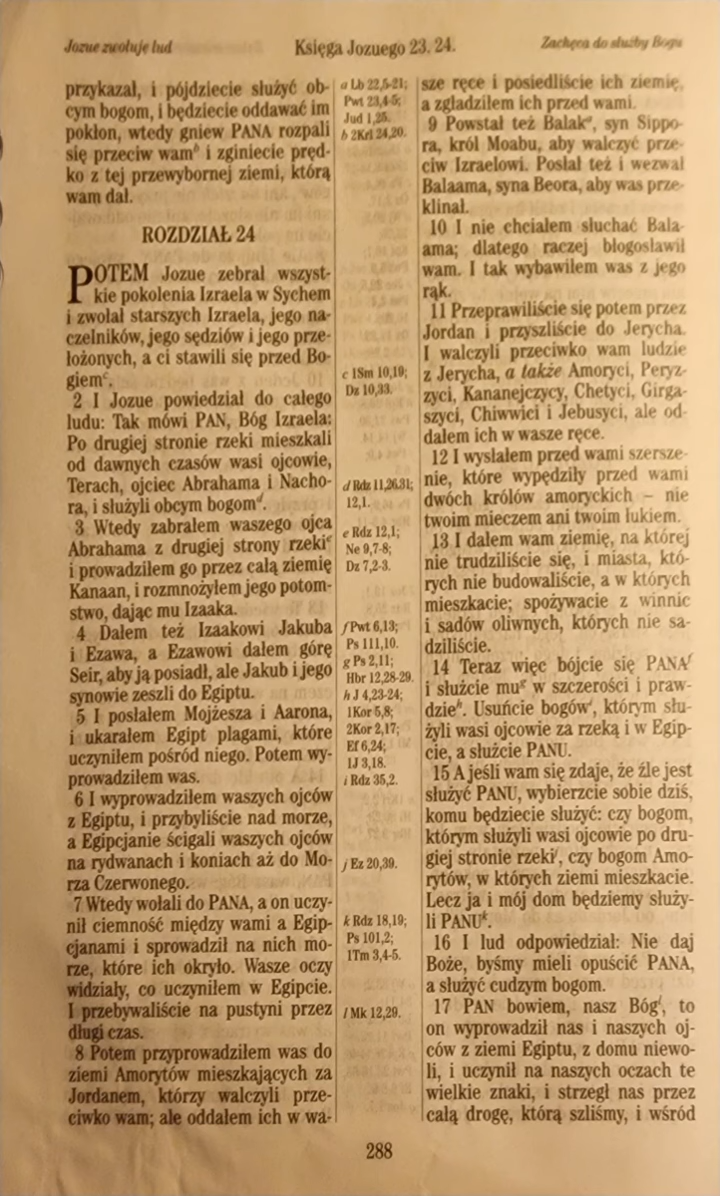 Jozue zwołuje lud
Księga Jozuego 23. 24.
Zachęca do służby Bogu
przykazał, i pójdziecie służyć ob-
cym bogom, i będziecie oddawać im
pokłon, wtedy gniew PANA rozpali
się przeciw wam b i zginiecie pręd-
ko z tej przewybornej ziemi, którą
wam dał.
ROZDZIAŁ 24
POTEM Jozue zebrał wszyst-
kie pokolenia Izraela w Sychem
i zwołał starszych Izraela, jego na-
czelników, jego sędziów i jego prze-
łożonych, a ci stawili się przed Bo-
giem c.
2 I Jozue powiedział do całego
ludu: Tak mówi PAN, Bóg Izraela:
Po drugiej stronie rzeki mieszkali
od dawnych czasów wasi ojcowie,
Terach, ojciec Abrahama i Nacho-
ra, i służyli obcym bogom d.
3 Wtedy zabrałem waszego ojca
Abrahama z drugiej strony rzeki e
i prowadziłem go przez całą ziemię
Kanaan, i rozmnożyłem jego potom-
stwo, dając mu Izaaka.
4 Dałem też Izaakowi Jakuba
i Ezawa, a Ezawowi dałem górę
Seir, aby ją posiadł, ale Jakub i jego
synowie zeszli do Egiptu.
5 I posłałem Mojżesza i Aarona,
i ukarałem Egipt plagami, które
uczyniłem pośród niego. Potem wy-
prowadziłem was.
6 I wyprowadziłem waszych ojców
z Egiptu, i przybyliście nad morze,
a Egipcjanie ścigali waszych ojców
na rydwanach i koniach aż do Mo-
rza Czerwonego.
7 Wtedy wołali do PANA, a on uczy-
nił ciemność między wami a Egip-
cjanami i sprowadził na nich mo-
rze, które ich okryło. Wasze oczy
widziały, co uczyniłem w Egipcie.
I przebywaliście na pustyni przez
długi czas.
8 Potem przyprowadziłem was do
ziemi Amorytów mieszkających za
Jordanem, którzy walczyli prze-
ciwko wam; ale oddałem ich w wa-
a Lb 22,5-21;
Pwt 23,4-5;
Jud 1,25.
b 2Krl 24,20.
c 1Sm 10,19;
Dz 10,33.
d Rdz 11,26.31;
12,1.
e Rdz 12,1;
Ne 9,7-8;
Dz 7,2-3.
f Pwt 6,13;
Ps 111,10.
g Ps 2,11;
Hbr 12,28-29.
h J 4,23-24;
1Kor 5,8;
2Kor 2,17;
Ef 6,24;
1J 3,18.
i Rdz 35,2.
j Ez 20,39.
k Rdz 18,19;
Ps 101,2;
1Tm 3,4-5.
l Mk 12,29.
sze ręce i posiedliście ich ziemię,
a zgładziłem ich przed wami.
9 Powstał też Balak a, syn Sippo-
ra, król Moabu, aby walczyć prze-
ciw Izraelowi. Posłał też i wezwał
Balaama, syna Beora, aby was prze-
klinał.
10 I nie chciałem słuchać Bala-
ama; dlatego raczej błogosławił
wam. I tak wybawiłem was z jego
rąk.
11 Przeprawiliście się potem przez
Jordan i przyszliście do Jerycha.
I walczyli przeciwko wam ludzie
z Jerycha, a także Amoryci, Peryz-
zyci, Kananejczycy, Chetyci, Girga-
szyci, Chiwwici i Jebusyci, ale od-
dałem ich w wasze ręce.
12 I wysłałem przed wami szersze-
nie, które wypędziły przed wami
dwóch królów amoryckich – nie
twoim mieczem ani twoim łukiem.
13 I dałem wam ziemię, na której
nie trudziliście się, i miasta, któ-
rych nie budowaliście, a w których
mieszkacie; spożywacie z winnic
i sadów oliwnych, których nie sa-
dziliście.
14 Teraz więc bójcie się PANA f
i służcie mu g w szczerości i praw-
dzie h. Usuńcie bogów i, którym słu-
żyli wasi ojcowie za rzeką i w Egip-
cie, a służcie PANU.
15 A jeśli wam się zdaje, że źle jest
służyć PANU, wybierzcie sobie dziś,
komu będziecie służyć: czy bogom,
którym służyli wasi ojcowie po dru-
giej stronie rzeki j, czy bogom Amo-
rytów, w których ziemi mieszkacie.
Lecz ja i mój dom będziemy służy-
li PANU k.
16 I lud odpowiedział: Nie daj
Boże, byśmy mieli opuścić PANA,
a służyć cudzym bogom.
17 PAN bowiem, nasz Bóg l, to
on wyprowadził nas i naszych oj-
ców z ziemi Egiptu, z domu niewo-
li, i uczynił na naszych oczach te
wielkie znaki, i strzegł nas przez
całą drogę, którą szliśmy, i wśród
288